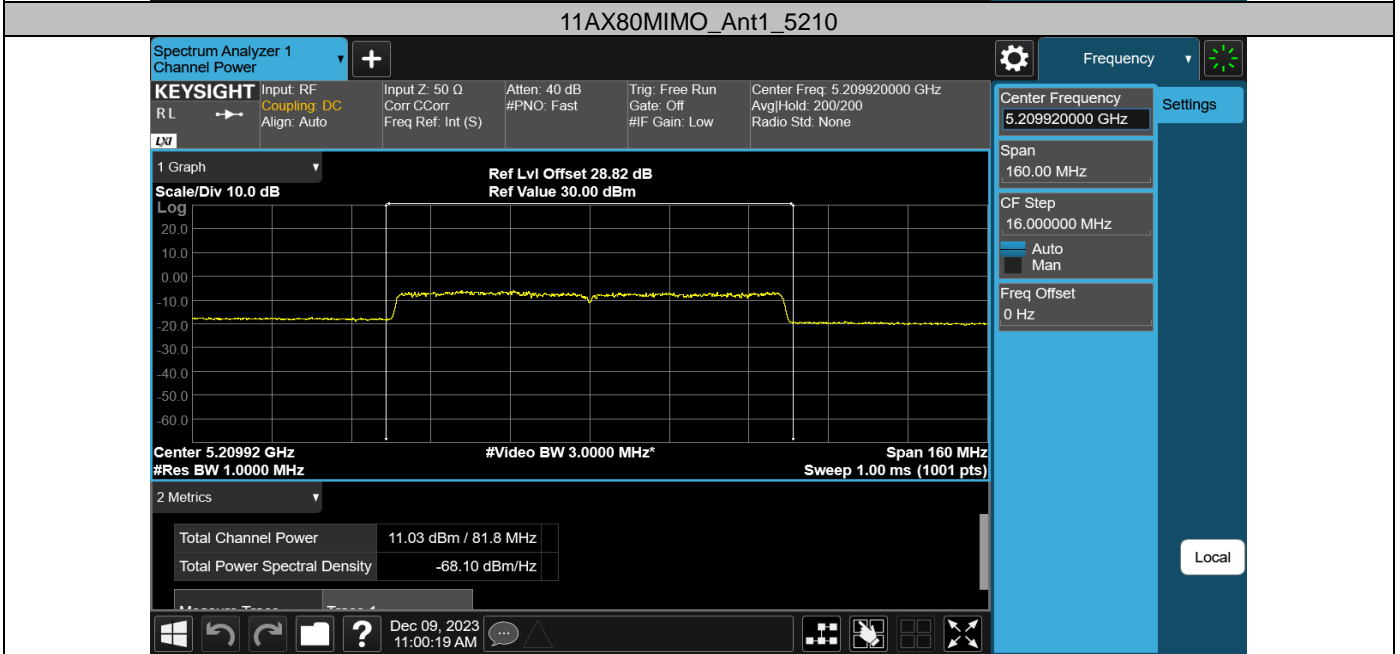 11AX80MIMO_Ant1_5210
Spectrum Analyzer 1
Channel Power
+
Frequency
KEYSIGHT
RL
LXI
Input: RF
Coupling: DC
Align: Auto
Input Z: 50 Ω
Corr CCorr
Freq Ref: Int (S)
Atten: 40 dB
#PNO: Fast
Trig: Free Run
Gate: Off
#IF Gain: Low
Center Freq: 5.209920000 GHz
Avg|Hold: 200/200
Radio Std: None
Center Frequency
5.209920000 GHz
Settings
Span
160.00 MHz
CF Step
16.000000 MHz
Auto
Man
Freq Offset
0 Hz
1 Graph
Scale/Div 10.0 dB
Ref Lvl Offset 28.82 dB
Ref Value 30.00 dBm
Log
20.0
10.0
0.00
-10.0
-20.0
-30.0
-40.0
-50.0
-60.0
Center 5.20992 GHz
#Res BW 1.0000 MHz
#Video BW 3.0000 MHz*
Span 160 MHz
Sweep 1.00 ms (1001 pts)
2 Metrics
Total Channel Power 11.03 dBm / 81.8 MHz
Total Power Spectral Density -68.10 dBm/Hz
Measure Trace Trace 1
Local
?
Dec 09, 2023
11:00:19 AM